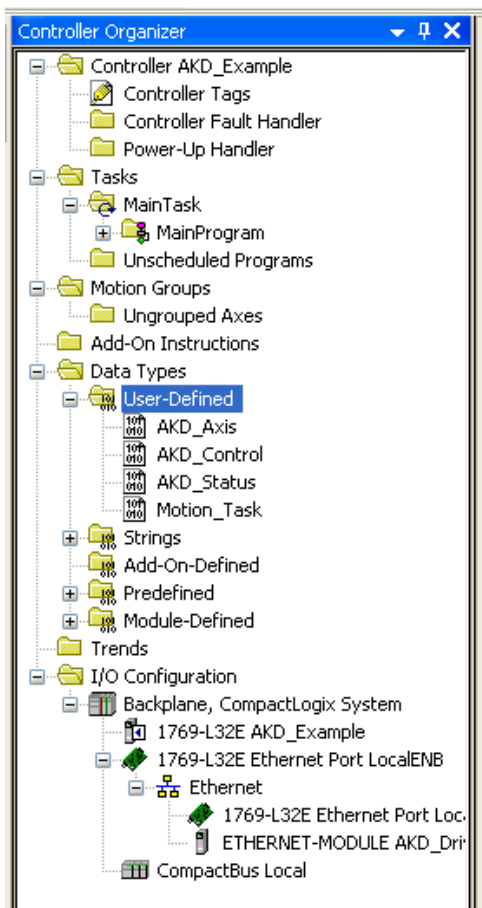 Controller Organizer
Controller AKD_Example
Controller Tags
Controller Fault Handler
Power-Up Handler
Tasks
MainTask
MainProgram
Unscheduled Programs
Motion Groups
Ungrouped Axes
Add-On Instructions
Data Types
User-Defined
AKD_Axis
AKD_Control
AKD_Status
Motion_Task
Strings
Add-On-Defined
Predefined
Module-Defined
Trends
I/O Configuration
Backplane, CompactLogix System
1769-L32E AKD_Example
1769-L32E Ethernet Port LocalENB
Ethernet
1769-L32E Ethernet Port Loc
ETHERNET-MODULE AKD_Dri
CompactBus Local